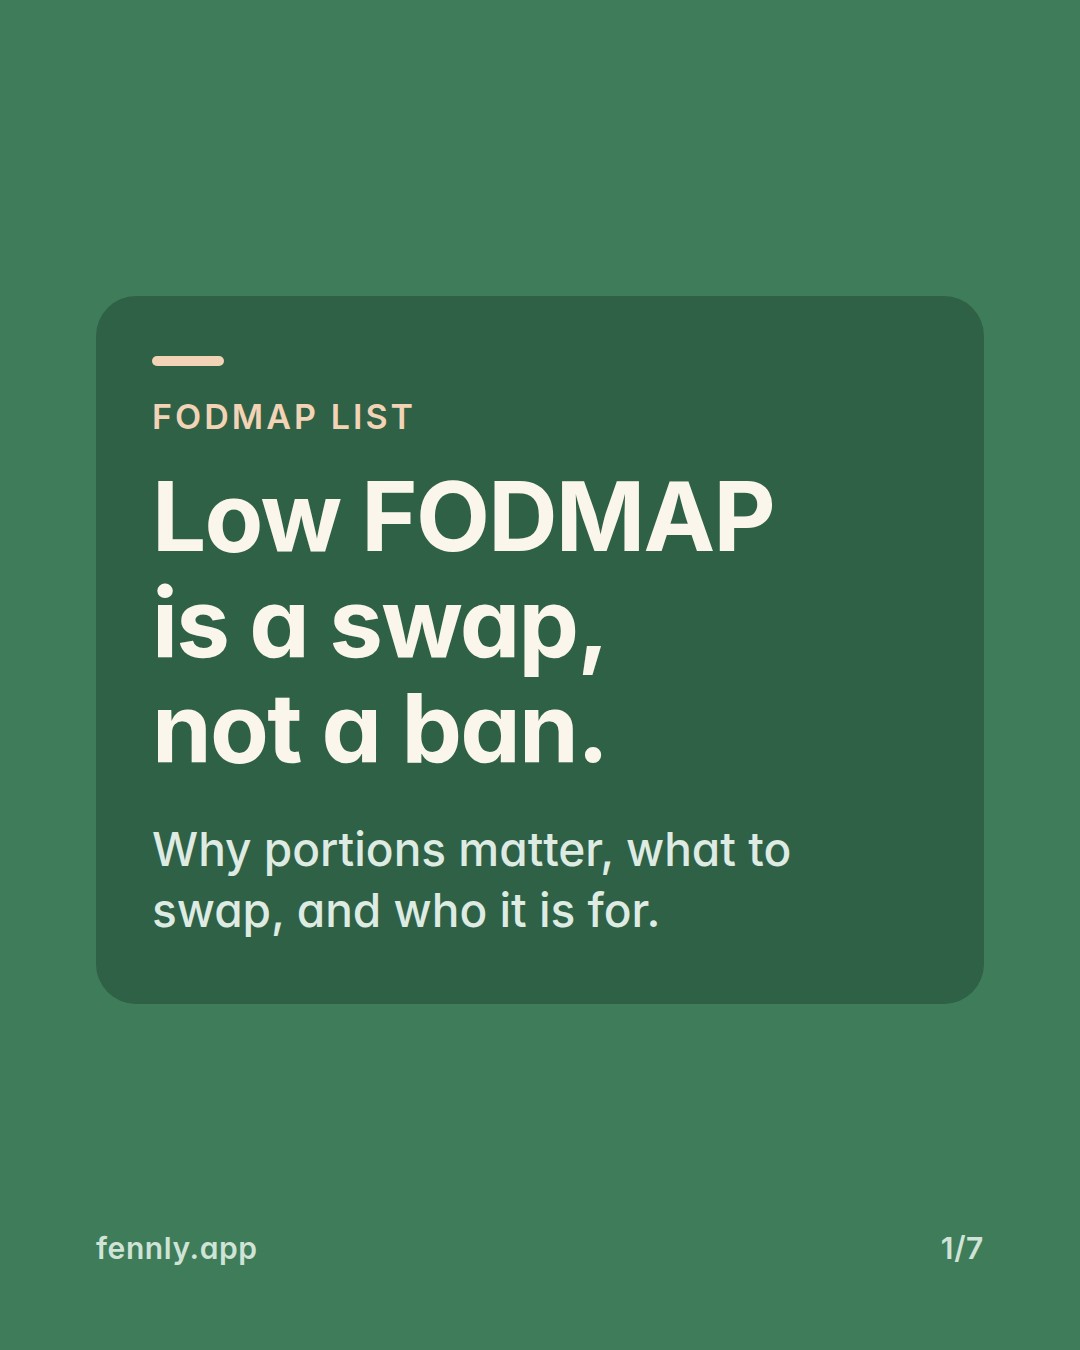 FODMAP LIST
Low FODMAP
is a swap,
not a ban.
Why portions matter, what to
swap, and who it is for.
fennly.app
1/7